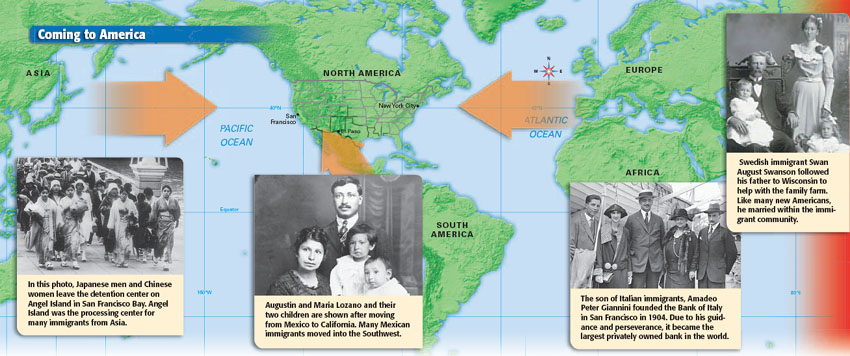 Coming to America
ASIA
NORTH AMERICA
EUROPE
N
W
E
S
40°N
New York City
San
Francisco
El Paso
PACIFIC
OCEAN
ATLANTIC
OCEAN
AFRICA
Equator
SOUTH
AMERICA
160°W
In this photo, Japanese men and Chinese
women leave the detention center on
Angel Island in San Francisco Bay. Angel
Island was the processing center for
many immigrants from Asia.
Augustin and María Lozano and their
two children are shown after moving
from Mexico to California. Many Mexican
immigrants moved into the Southwest.
The son of Italian immigrants, Amadeo
Peter Giannini founded the Bank of Italy
in San Francisco in 1904. Due to his guid-
ance and perseverance, it became the
largest privately owned bank in the world.
Swedish immigrant Swan
August Swanson followed
his father to Wisconsin to
help with the family farm.
Like many new Americans,
he married within the immi-
grant community.